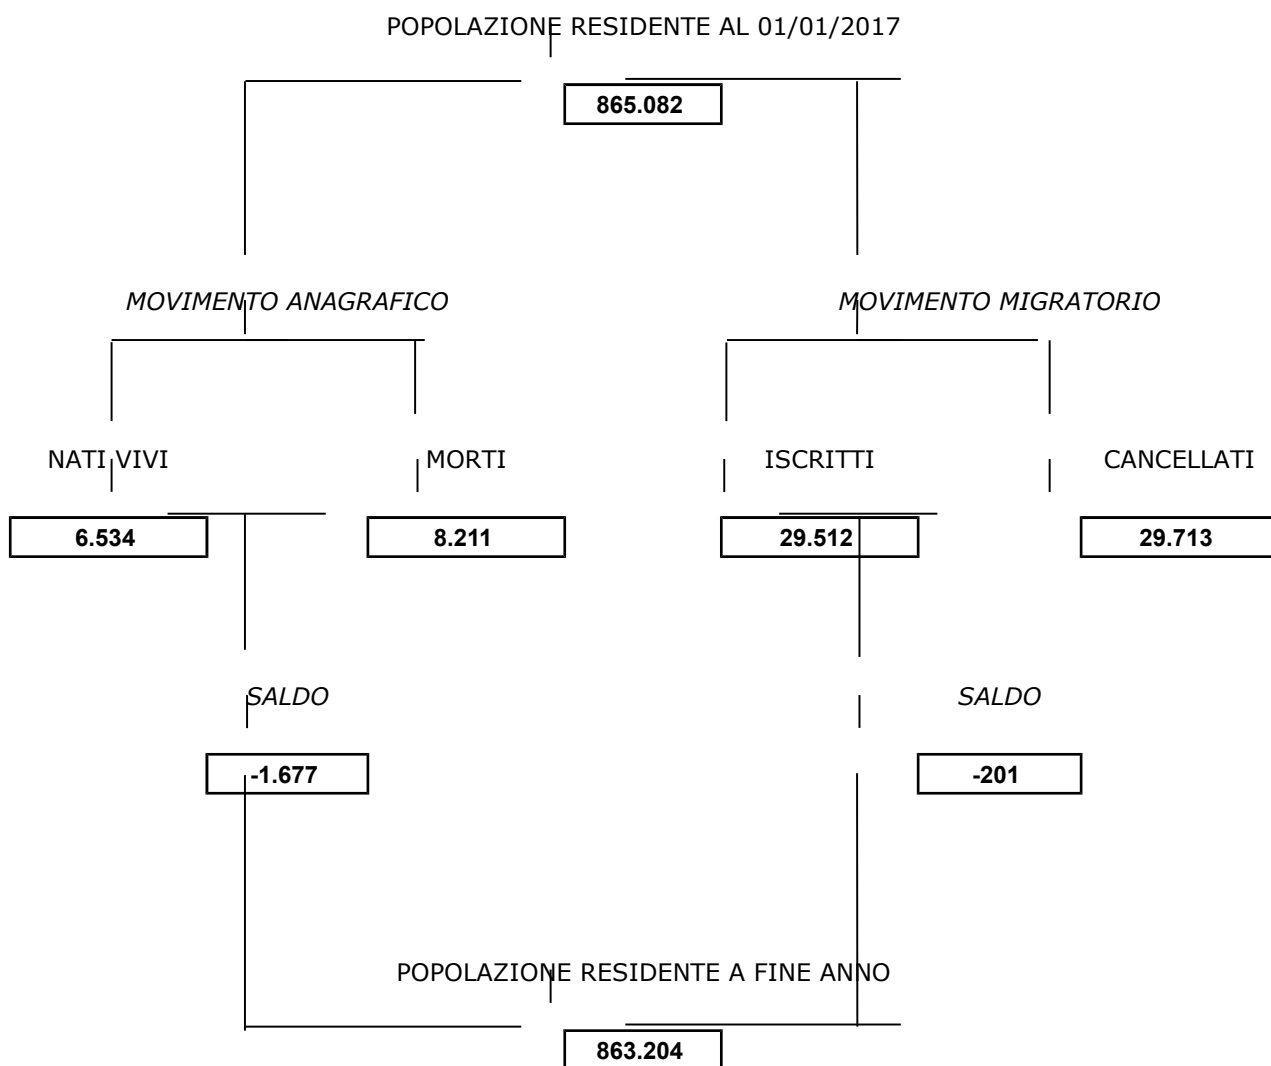 POPOLAZIONE RESIDENTE AL 01/01/2017
865.082
MOVIMENTO ANAGRAFICO MOVIMENTO MIGRATORIO
NATI VIVI MORTI ISCRITTI CANCELLATI
6.534 8.211 29.512 29.713
SALDO SALDO
-1.677 -201
POPOLAZIONE RESIDENTE A FINE ANNO
863.204